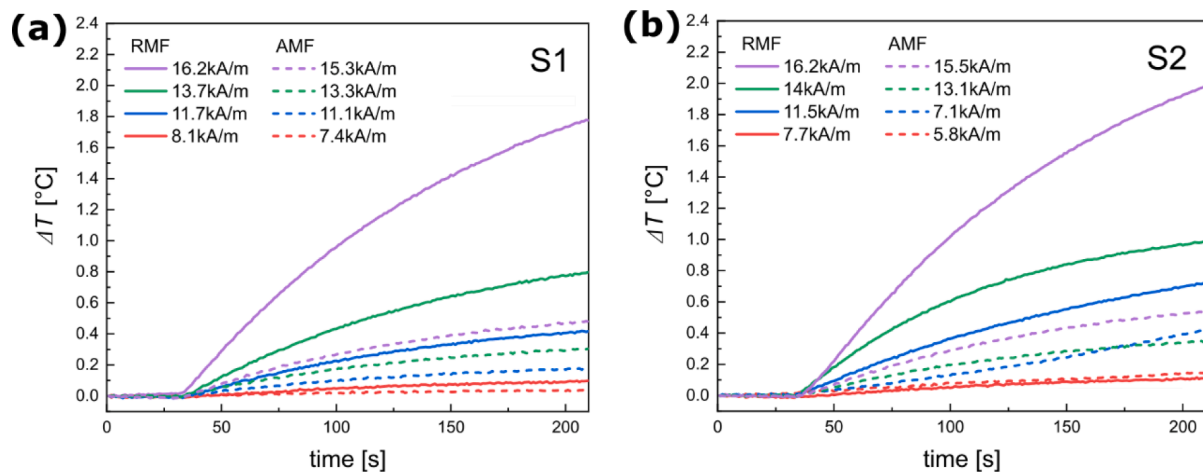 (a)
2.4
2.2
2.0
1.8
1.6
1.4
1.2
1.0
0.8
0.6
0.4
0.2
0.0
ΔT [°C]
RMF AMF
16.2kA/m 15.3kA/m
13.7kA/m 13.3kA/m
11.7kA/m 11.1kA/m
8.1kA/m 7.4kA/m
S1
0 50 100 150 200
time [s]
(b)
2.4
2.2
2.0
1.8
1.6
1.4
1.2
1.0
0.8
0.6
0.4
0.2
0.0
ΔT [°C]
RMF AMF
16.2kA/m 15.5kA/m
14kA/m 13.1kA/m
11.5kA/m 7.1kA/m
7.7kA/m 5.8kA/m
S2
0 50 100 150 200
time [s]